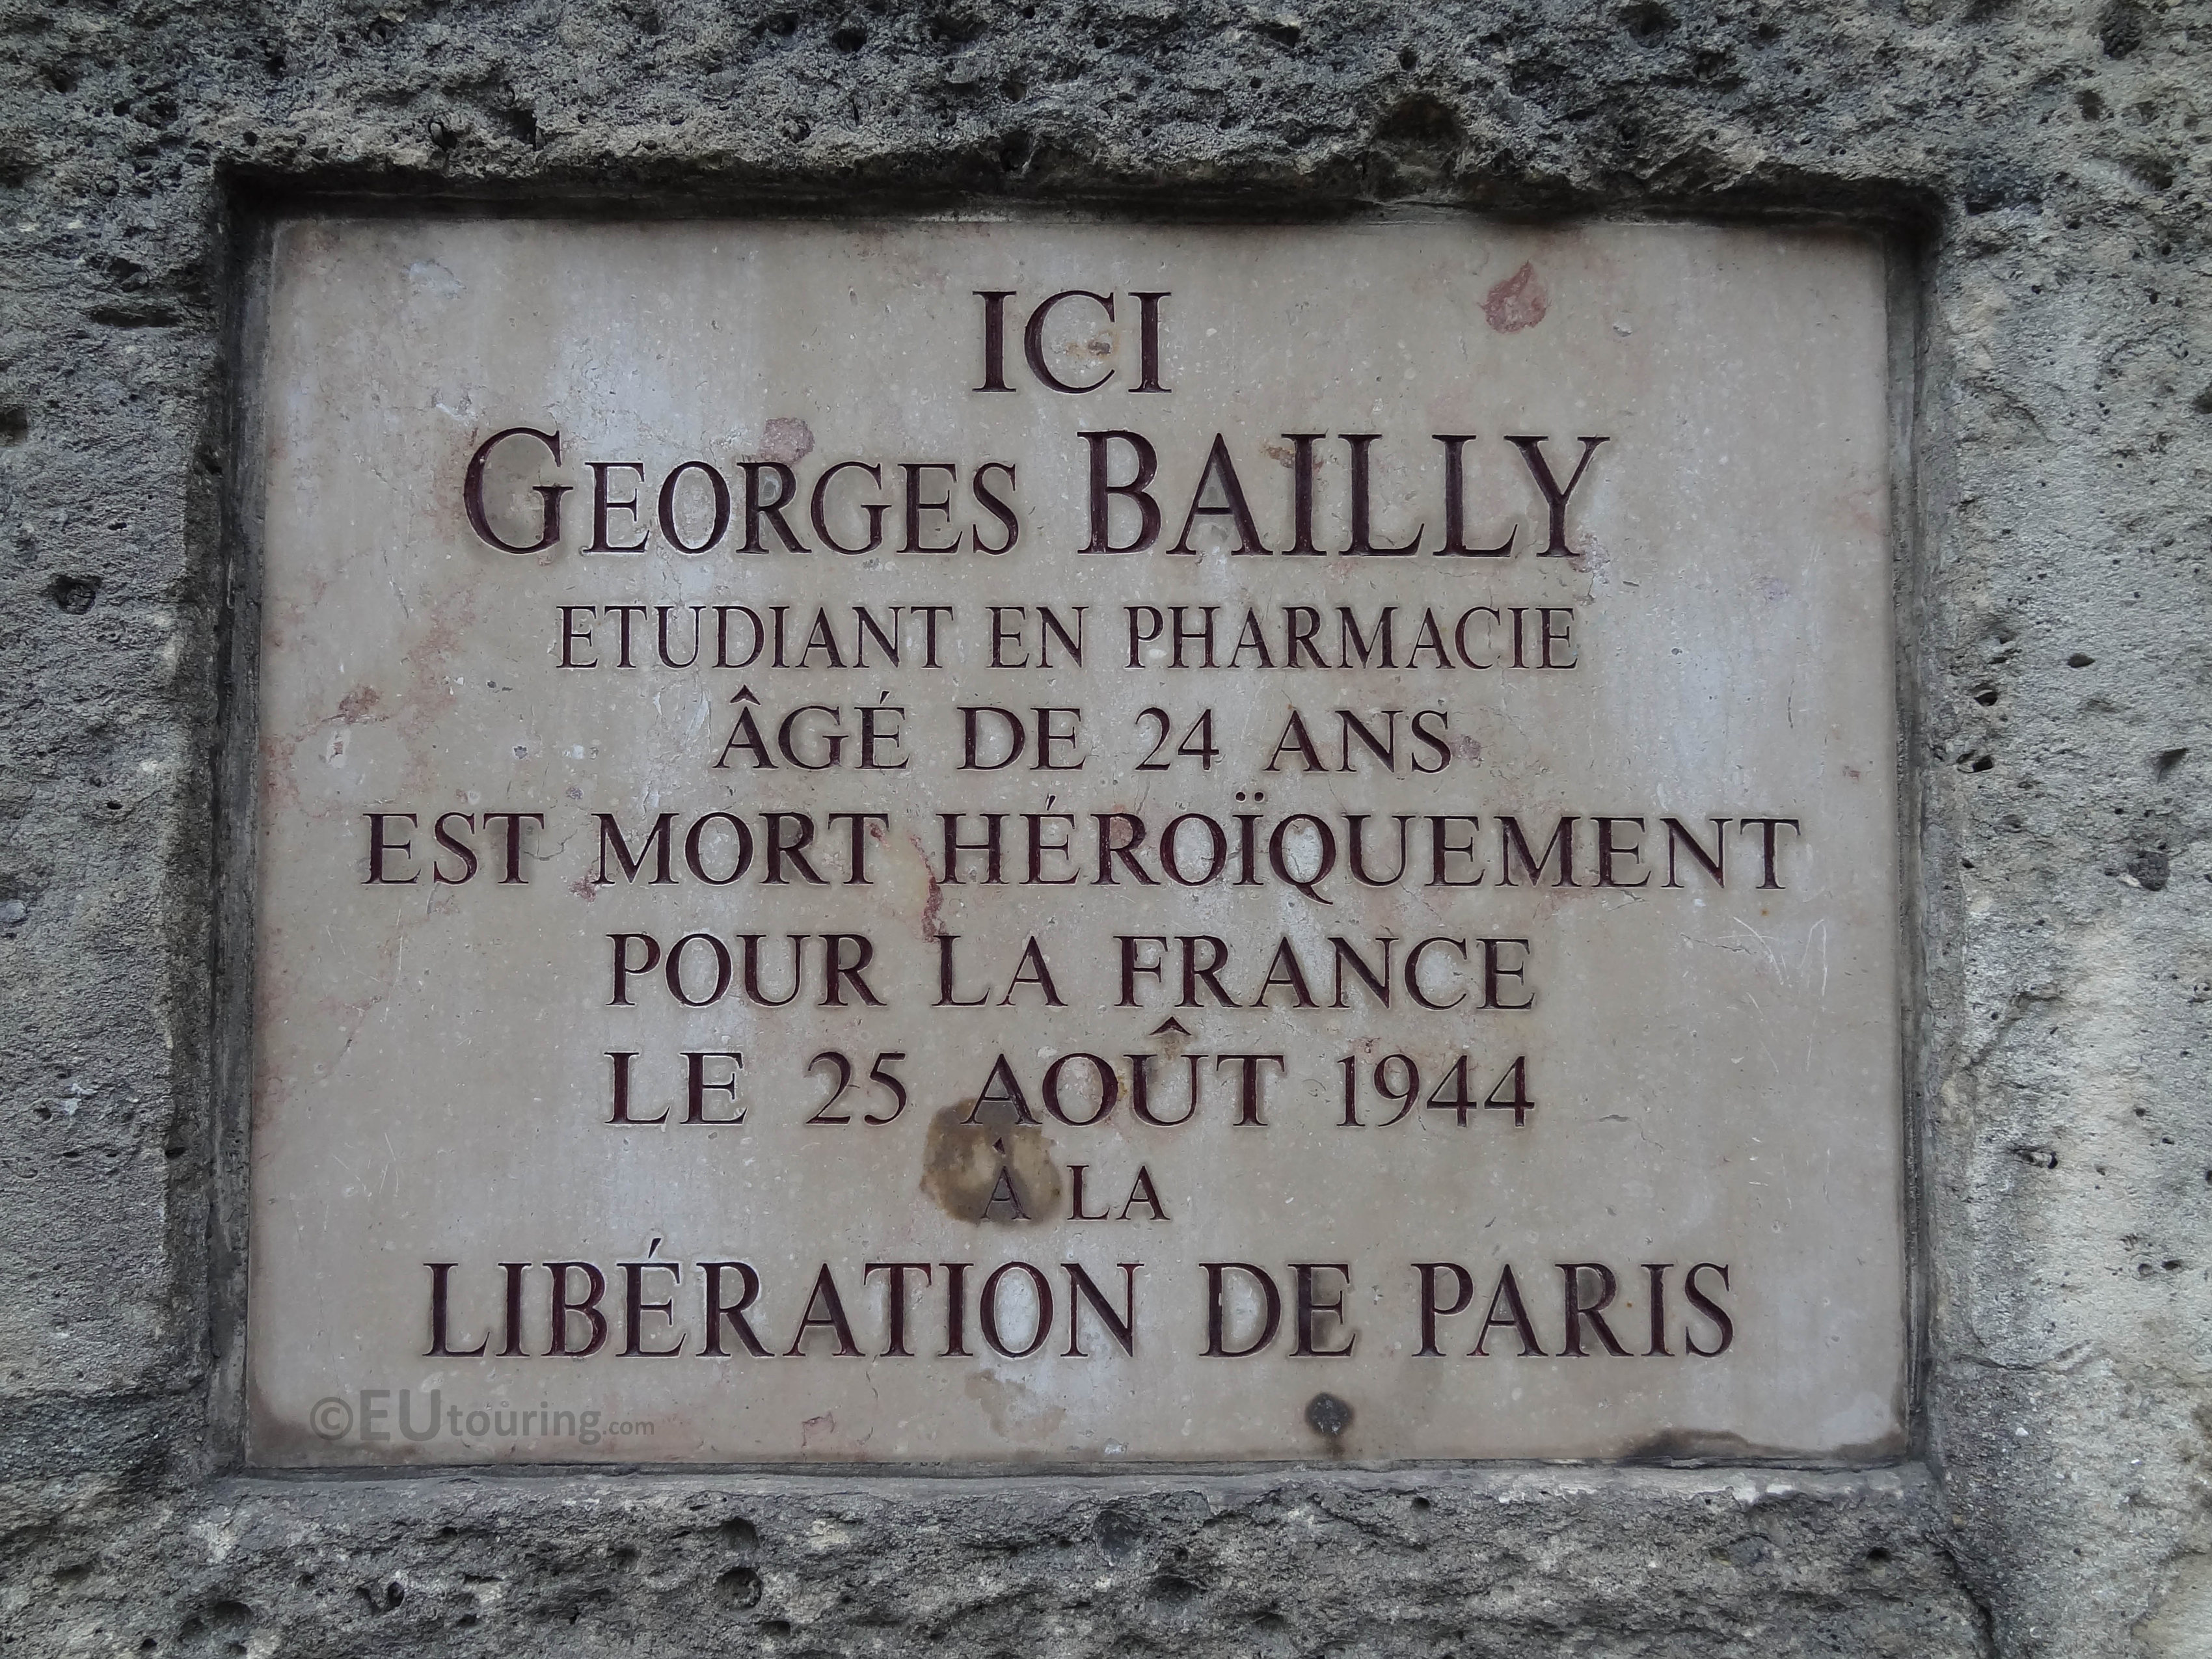 ICI
GEORGES BAILLY
ETUDIANT EN PHARMACIE
ÂGÉ DE 24 ANS
EST MORT HÉROÏQUEMENT
POUR LA FRANCE
LE 25 AOÛT 1944
À LA
LIBÉRATION DE PARIS
©EUtouring.com